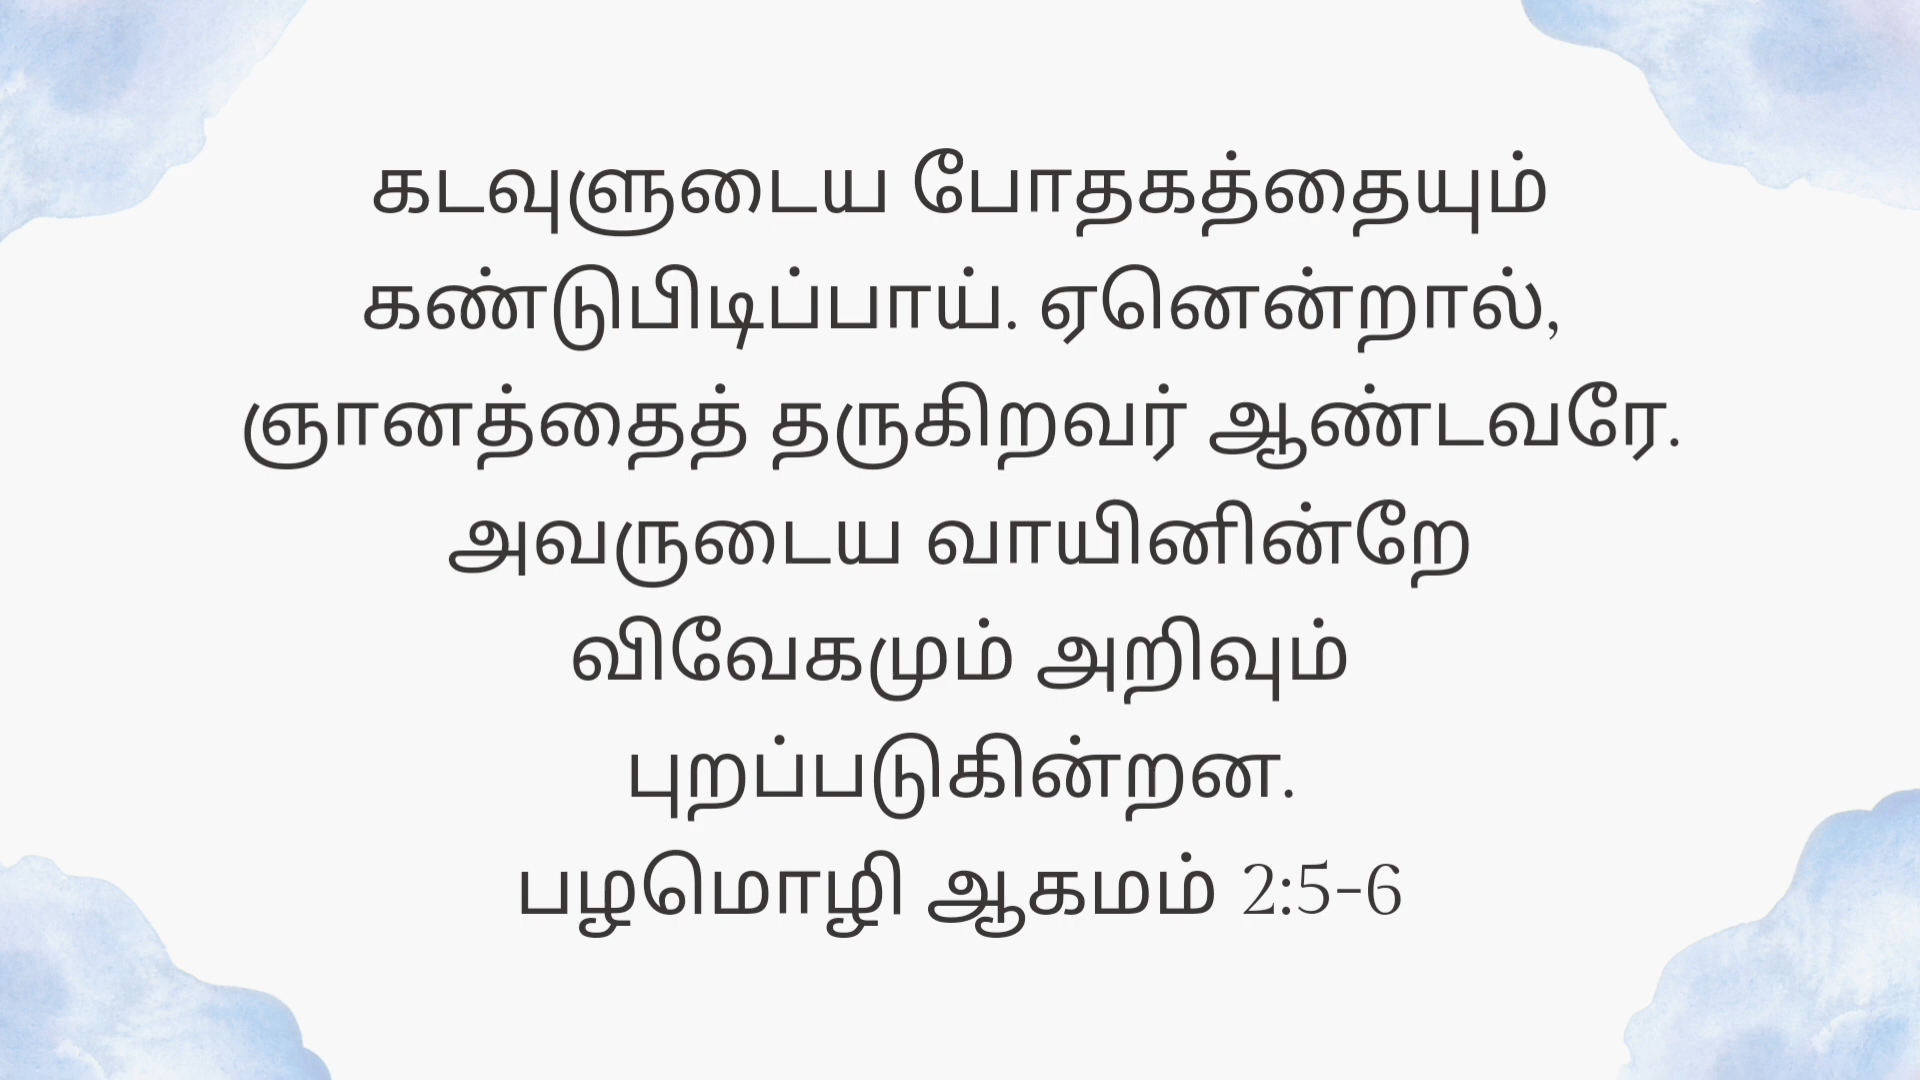 கடவுளுடைய போதகத்தையும்
கண்டுபிடிப்பாய். ஏனென்றால்,
ஞானத்தைத் தருகிறவர் ஆண்டவரே.
அவருடைய வாயினின்றே
விவேகமும் அறிவும்
புறப்படுகின்றன.
பழமொழி ஆகமம் 2:5-6